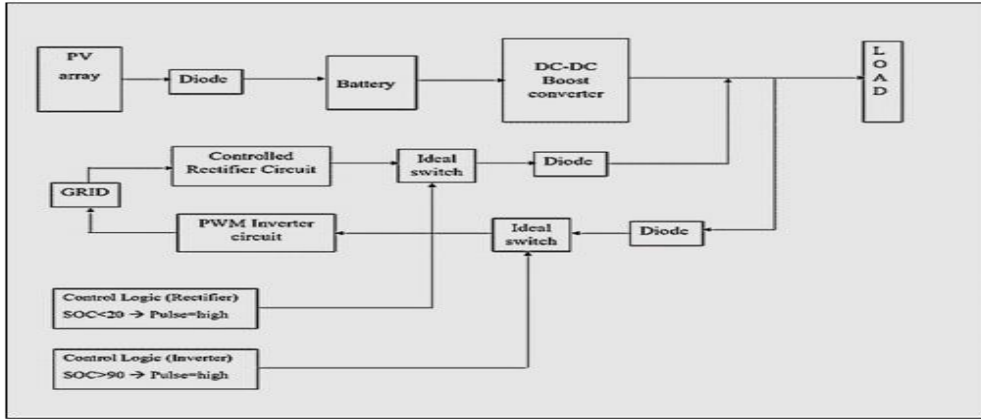 PV
array
Diode
Battery
DC-DC
Boost
converter
L
O
A
D
Controlled
Rectifier Circuit
Ideal
switch
Diode
GRID
PWM Inverter
circuit
Ideal
switch
Diode
Control Logic (Rectifier)
SOC<20 → Pulse=high
Control Logic (Inverter)
SOC>90 → Pulse=high